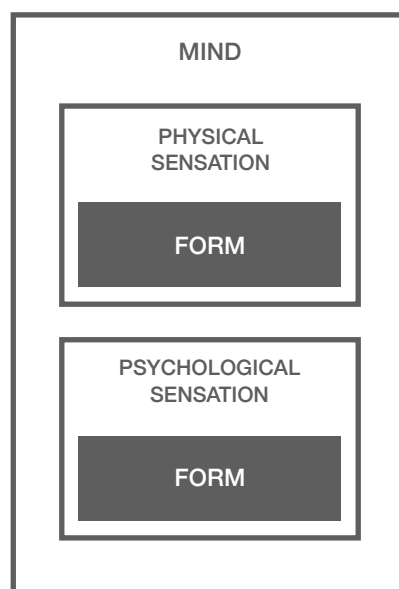 MIND
PHYSICAL
SENSATION
FORM
PSYCHOLOGICAL
SENSATION
FORM